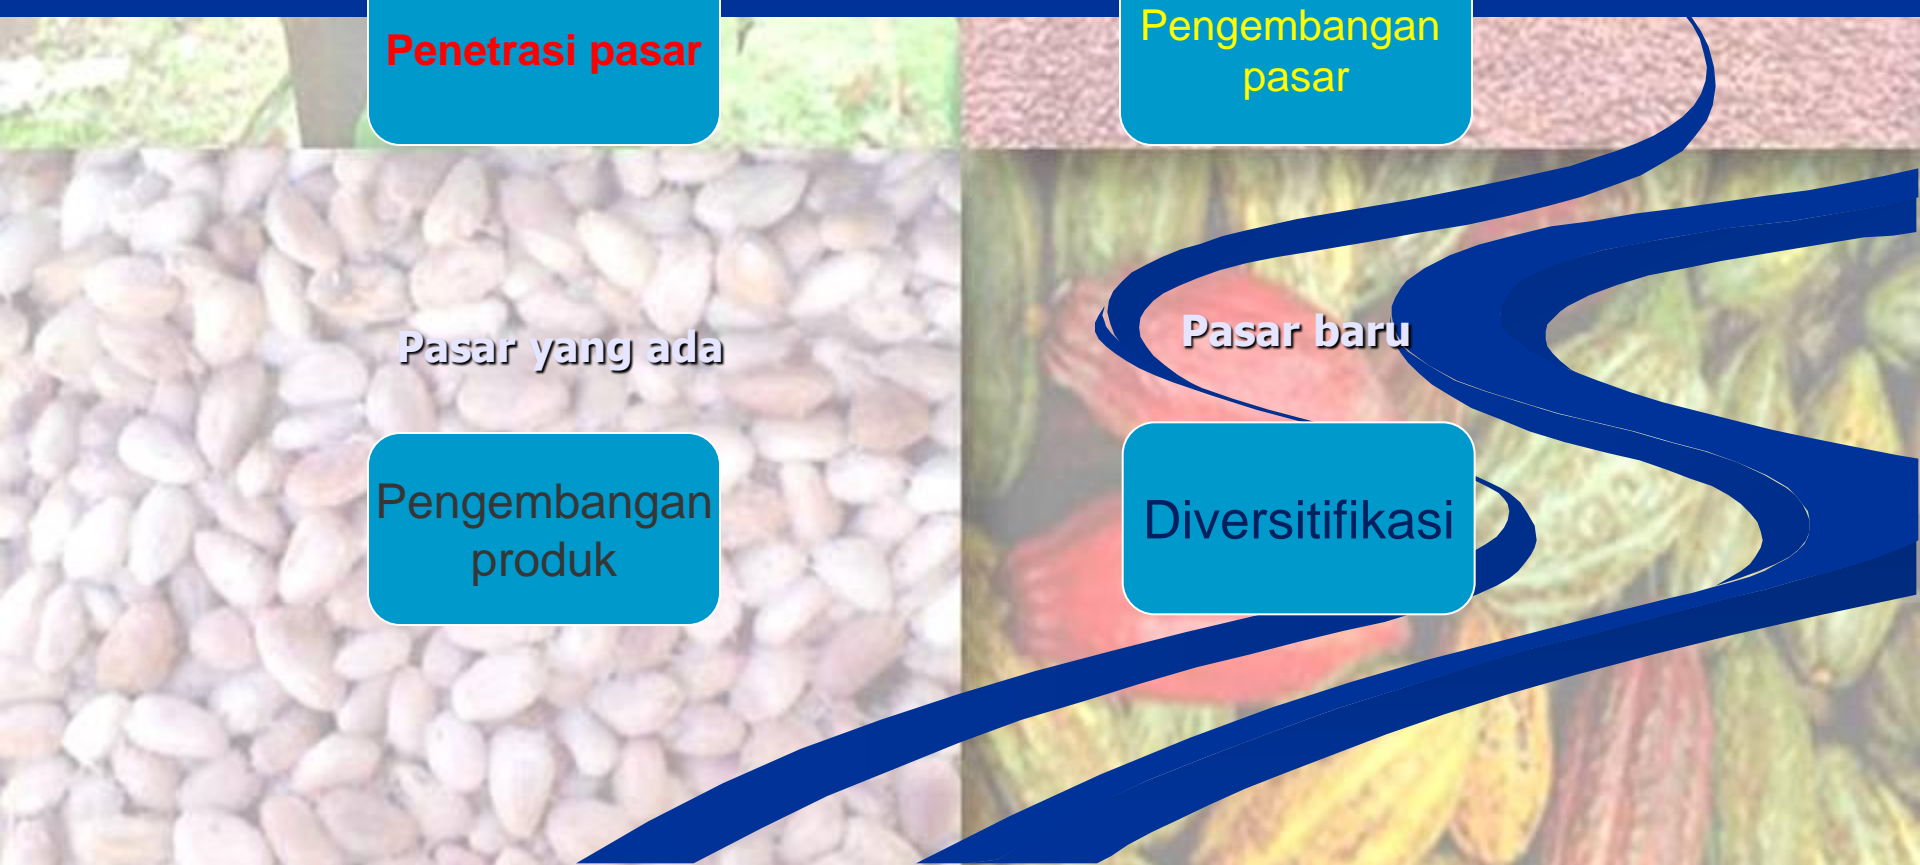 Penetrasi pasar
Pengembangan
pasar
Pasar yang ada
Pasar baru
Pengembangan
produk
Diversitifikasi